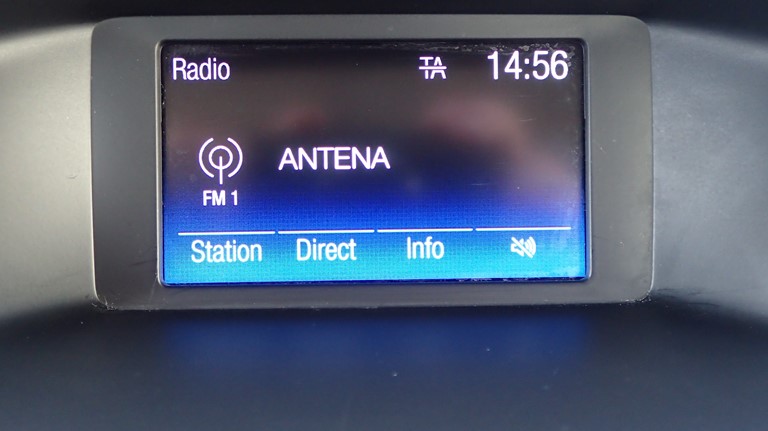 Radio TA 14:56
ANTENA
FM 1
Station Direct Info